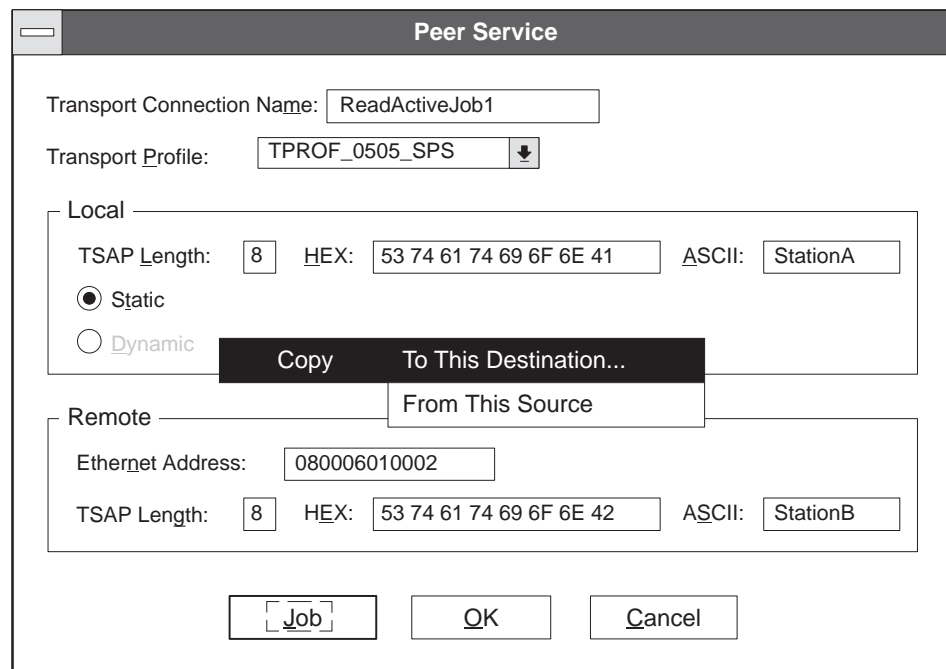 Peer Service
Transport Connection Name: ReadActiveJob1
Transport Profile: TPROF_0505_SPS
Local
TSAP Length: 8 HEX: 53 74 61 74 69 6F 6E 41 ASCII: StationA
Static
Dynamic
Copy To This Destination...
From This Source
Remote
Ethernet Address: 080006010002
TSAP Length: 8 HEX: 53 74 61 74 69 6F 6E 42 ASCII: StationB
Job OK Cancel